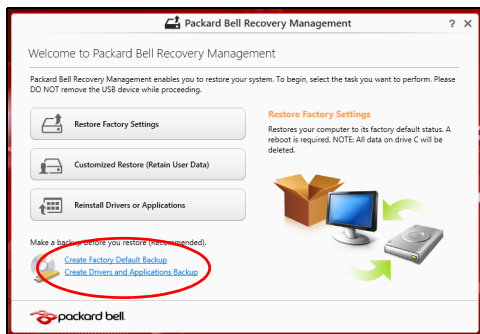 Packard Bell Recovery Management
? ×
Welcome to Packard Bell Recovery Management
Packard Bell Recovery Management enables you to restore your system. To begin, select the task you want to perform. Please
DO NOT remove the USB device while proceeding.
Restore Factory Settings
Customized Restore (Retain User Data)
Reinstall Drivers or Applications
Restore Factory Settings
Restores your computer to its factory default status. A
reboot is required. NOTE: All data on drive C will be
deleted.
Make a backup before you restore (Recommended).
Create Factory Default Backup
Create Drivers and Applications Backup
packard bell